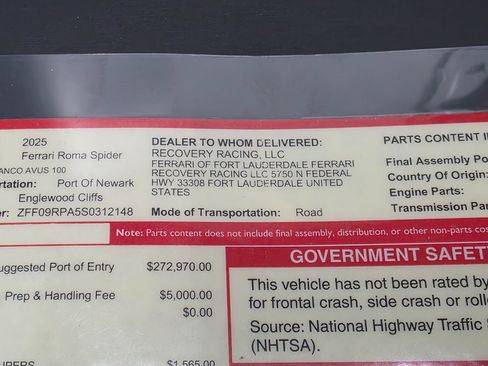 2025
Ferrari Roma Spider
ANCO AVUS 100
rtation: Port Of Newark
Englewood Cliffs
er: ZFF09RPA5S0312148
DEALER TO WHOM DELIVERED:
RECOVERY RACING, LLC
FERRARI OF FORT LAUDERDALE FERRARI
RECOVERY RACING LLC 5750 N FEDERAL
HWY 33308 FORT LAUDERDALE UNITED
STATES
Mode of Transportation: Road
PARTS CONTENT I
Final Assembly Po
Country Of Origin:
Engine Parts:
Transmission Par
Note: Parts content does not include final assembly, distribution, or other non-parts cos
uggested Port of Entry $272,970.00
Prep & Handling Fee $5,000.00
$0.00
UPERS $1,565.00
GOVERNMENT SAFET
This vehicle has not been rated by
for frontal crash, side crash or roll
Source: National Highway Traffic
(NHTSA).